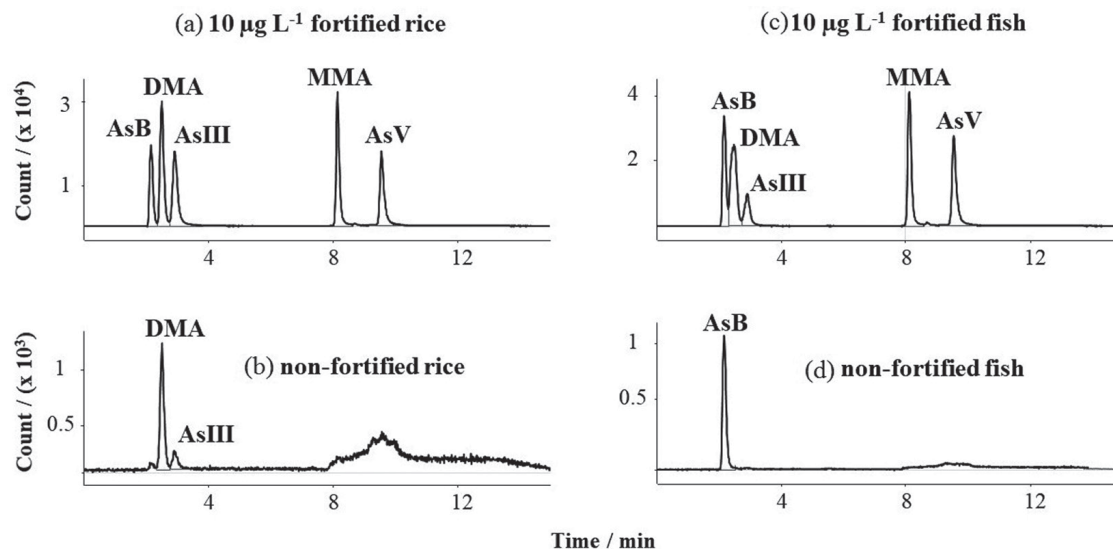 (a) 10 µg L⁻¹ fortified rice
Count / (x 10⁴)
3
1
AsB
DMA
AsIII
MMA
AsV
4
8
12
(c) 10 µg L⁻¹ fortified fish
4
2
AsB
DMA
AsIII
MMA
AsV
4
8
12
(b) non-fortified rice
Count / (x 10³)
1
0.5
DMA
AsIII
4
8
12
(d) non-fortified fish
1
0.5
AsB
4
8
12
Time / min